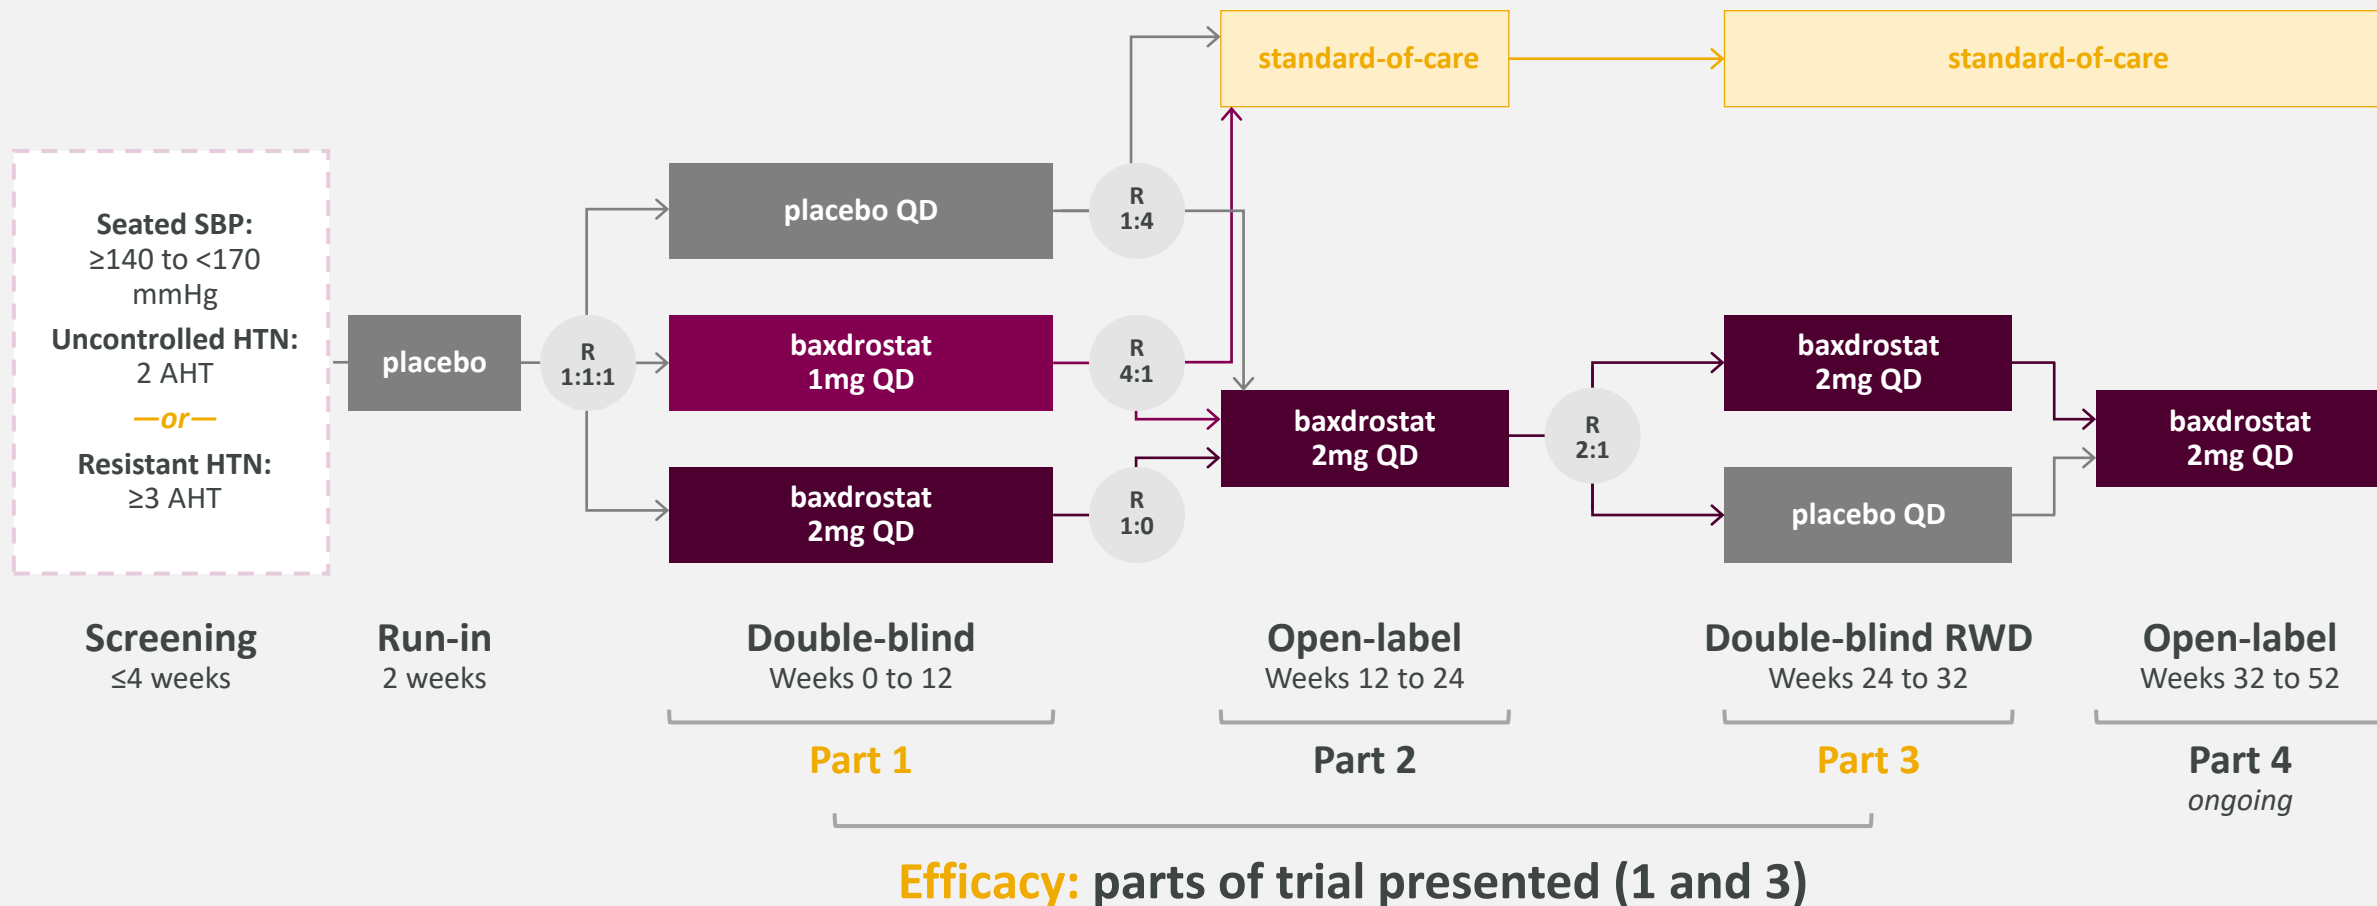 standard-of-care
standard-of-care
Seated SBP:
≥140 to <170
mmHg
Uncontrolled HTN:
2 AHT
—or—
Resistant HTN:
≥3 AHT
placebo
R
1:1:1
placebo QD
baxdrostat
1mg QD
baxdrostat
2mg QD
R
1:4
R
4:1
R
1:0
baxdrostat
2mg QD
R
2:1
baxdrostat
2mg QD
placebo QD
baxdrostat
2mg QD
Screening
≤4 weeks
Run-in
2 weeks
Double-blind
Weeks 0 to 12
Open-label
Weeks 12 to 24
Double-blind RWD
Weeks 24 to 32
Open-label
Weeks 32 to 52
Part 1
Part 2
Part 3
Part 4
ongoing
Efficacy: parts of trial presented (1 and 3)